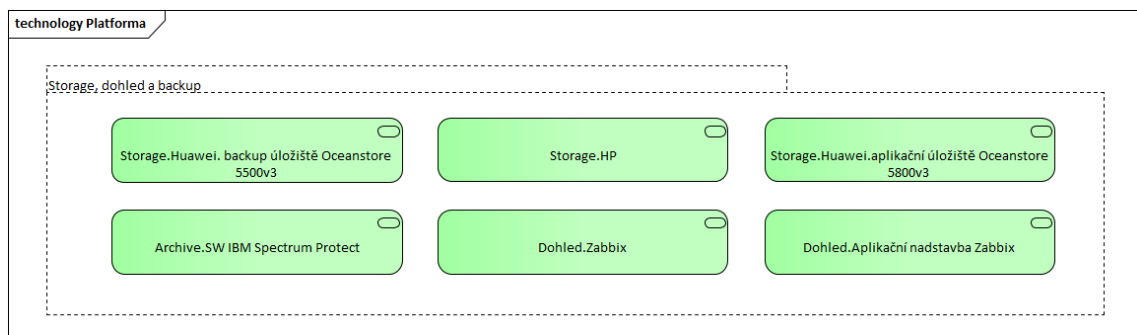 technology Platforma
Storage, dohled a backup
Storage.Huawei. backup úložiště Oceanstore
5500v3
Storage.HP
Storage.Huawei.aplikační úložiště Oceanstore
5800v3
Archive.SW IBM Spectrum Protect
Dohled.Zabbix
Dohled.Aplikační nadstavba Zabbix